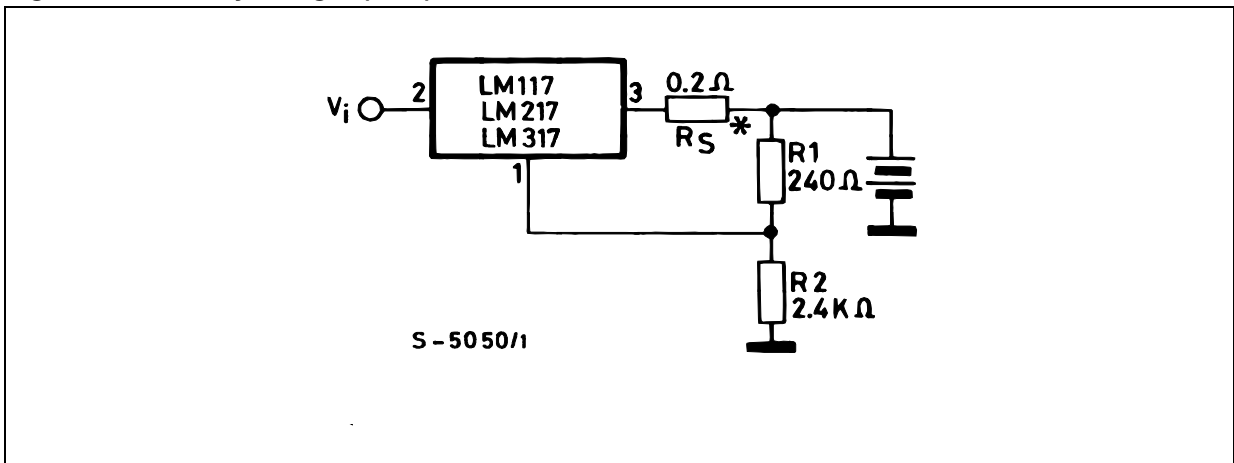 LM117
LM217
LM317
Vi
2
3
1
0.2Ω
RS
*
R1
240Ω
R2
2.4KΩ
S-5050/1